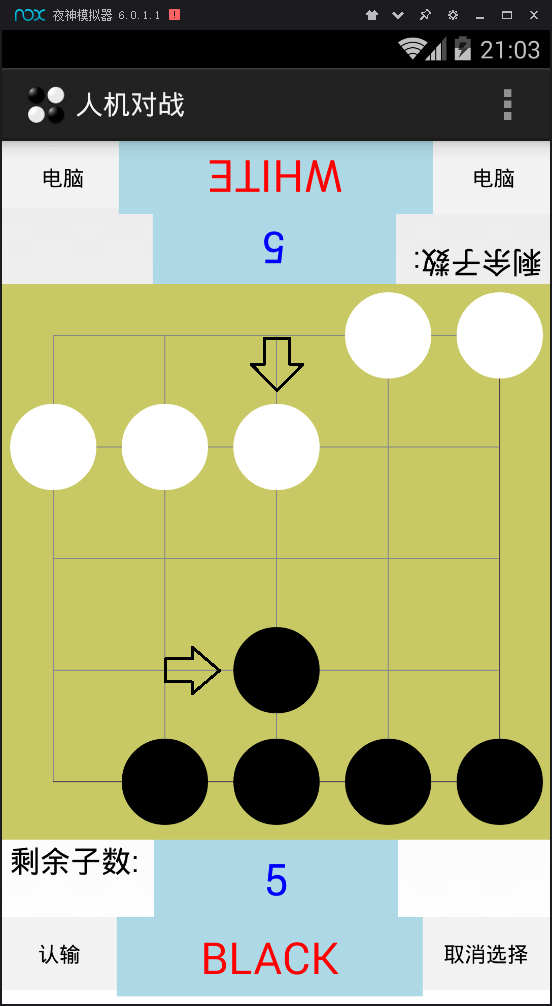 nox 夜神模拟器 6.0.1.1
21:03
人机对战
电脑 WHITE 电脑
5 剩余子数:
剩余子数: 5
认输 BLACK 取消选择